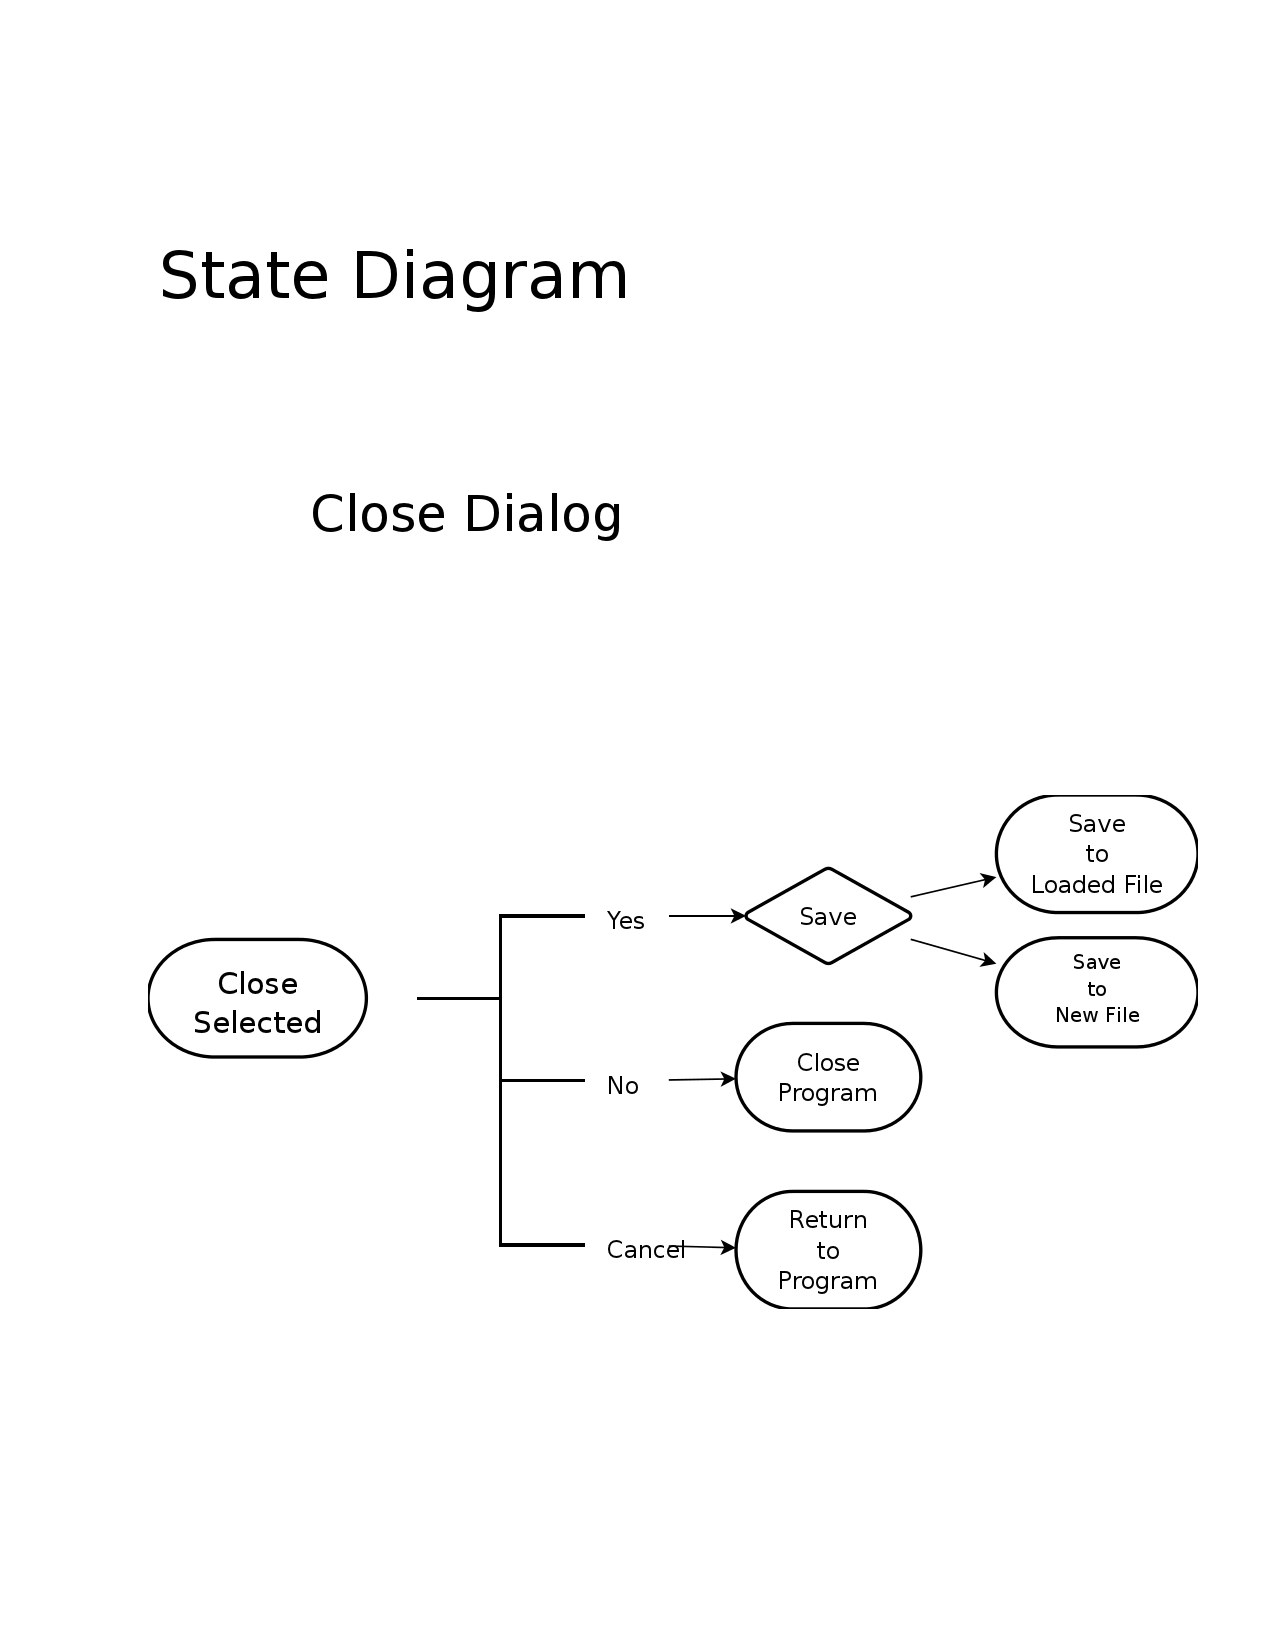 State Diagram
Close Dialog
Close
Selected
Yes
Save
Save
to
Loaded File
Save
to
New File
No
Close
Program
Cancel
Return
to
Program